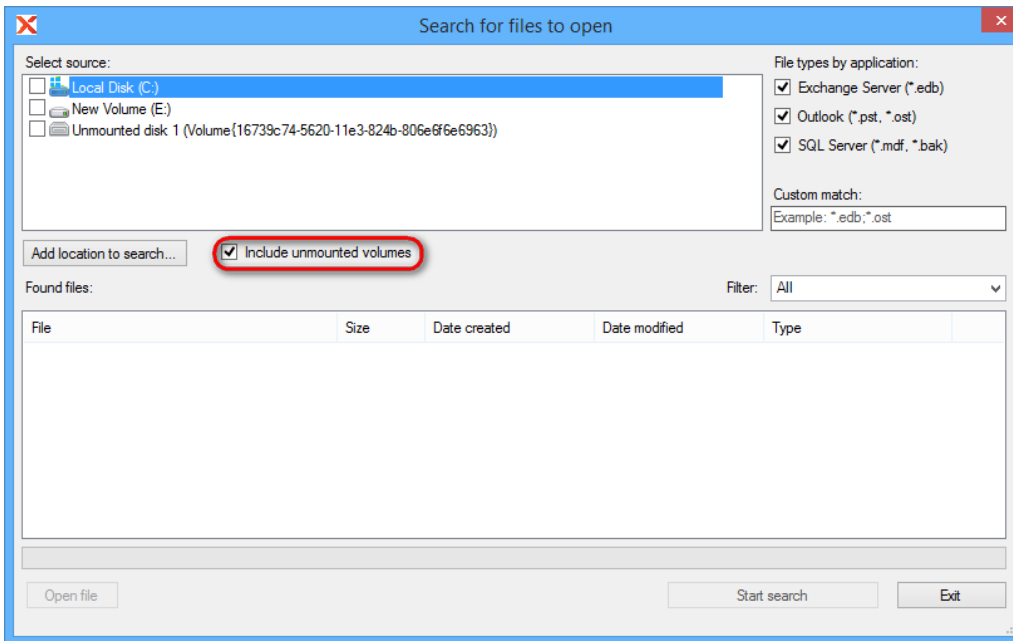 Search for files to open
Select source:
Local Disk (C:)
New Volume (E:)
Unmounted disk 1 (Volume{16739c74-5620-11e3-824b-806e6f6e6963})
File types by application:
Exchange Server (*.edb)
Outlook (*.pst, *.ost)
SQL Server (*.mdf, *.bak)
Custom match:
Example: *.edb;*.ost
Add location to search...
Include unmounted volumes
Found files:
Filter: All
File Size Date created Date modified Type
Open file
Start search
Exit